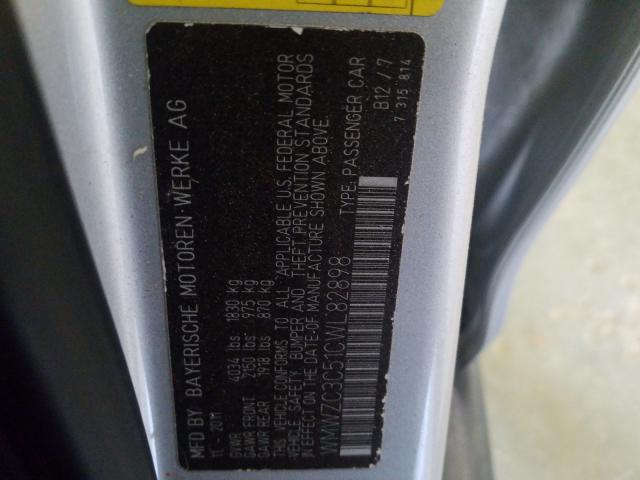 MFD BY BAYERISCHE MOTOREN-WERKE AG
11 - 2011
GVWR 4034 lbs 1830 kg
GAWR FRONT 2150 lbs 975 kg
GAWR REAR 1918 lbs 870 kg
THIS VEHICLE CONFORMS TO ALL APPLICABLE U.S. FEDERAL MOTOR
VEHICLE SAFETY, BUMPER AND THEFT PREVENTION STANDARDS
IN EFFECT ON THE DATE-OF MANUFACTURE SHOWN ABOVE.
WMWZC3C51CWL82898 TYPE: PASSENGER CAR
B12 / 7
7 315 814